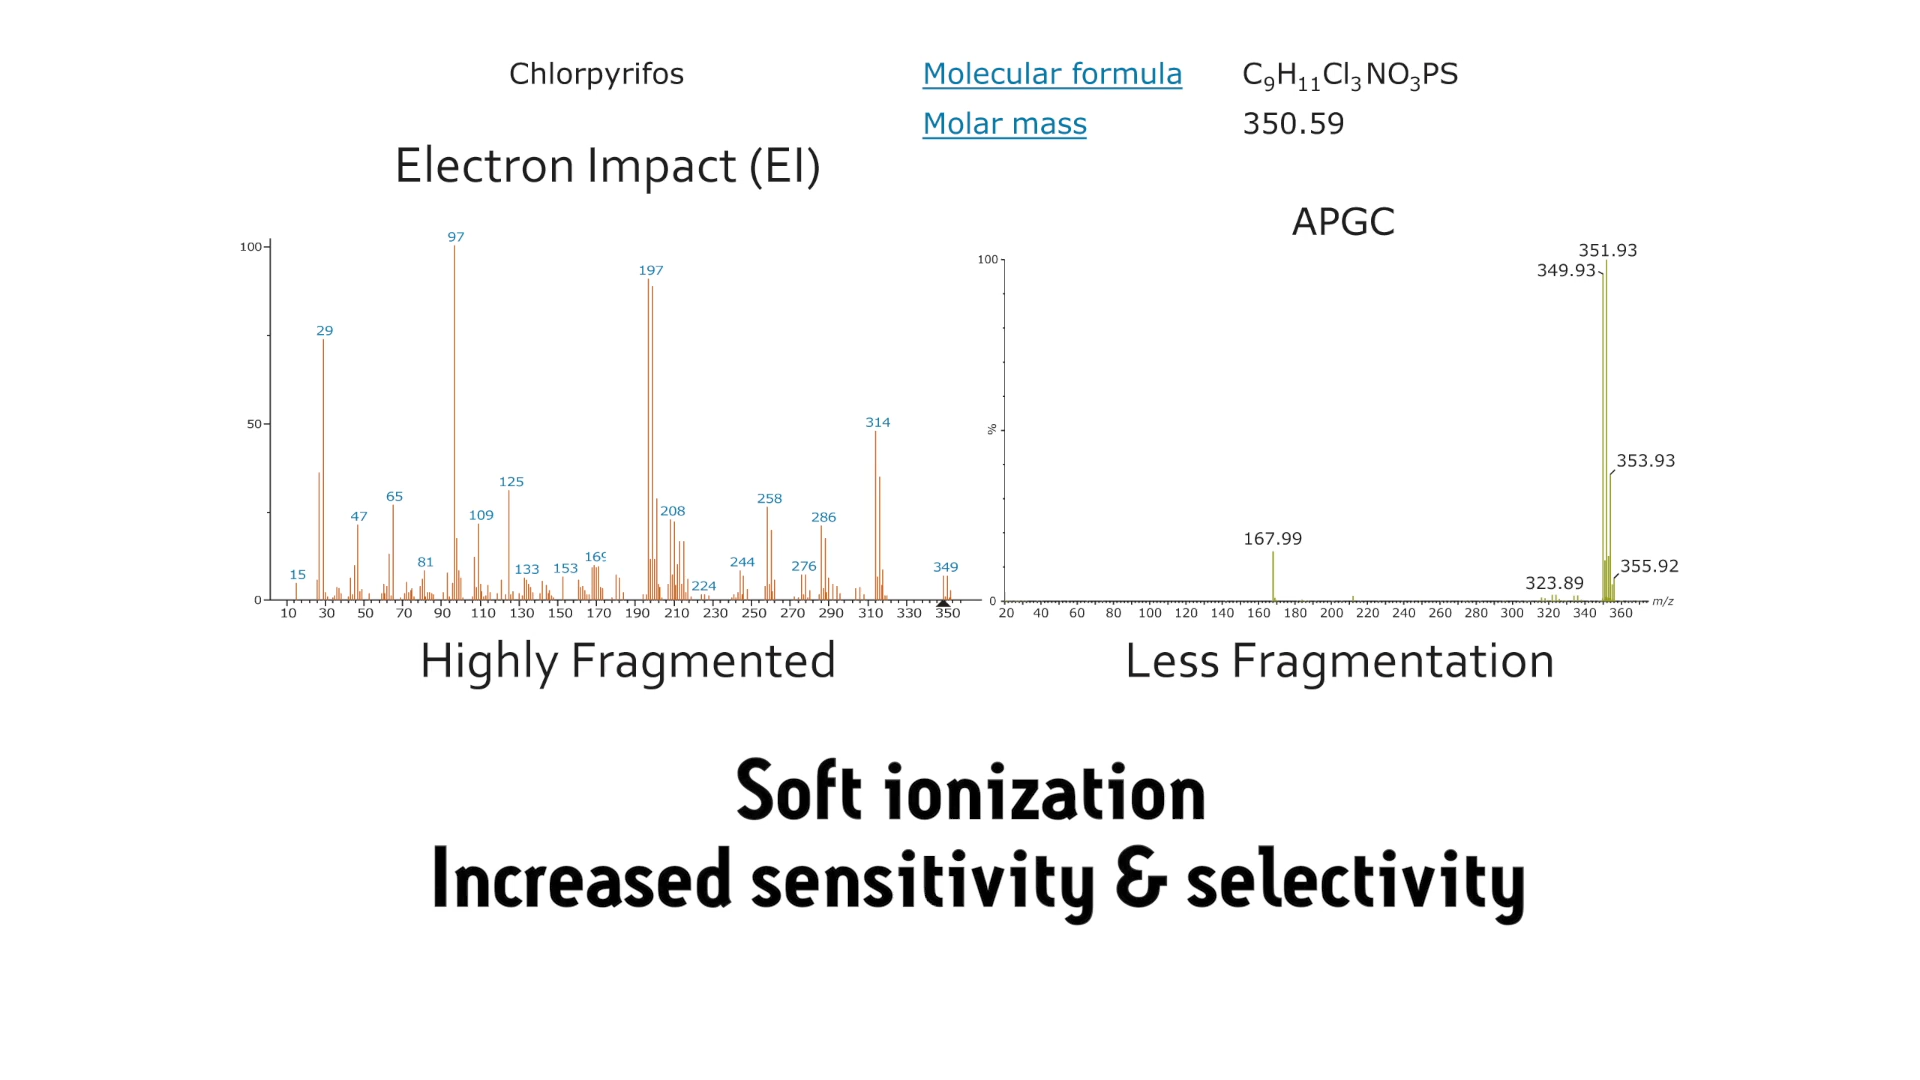 Chlorpyrifos
Molecular formula C₉H₁₁Cl₃NO₃PS
Molar mass 350.59
Electron Impact (EI)
APGC
100
50
0
97
197
29
314
125
65
258
47
109
208
286
81
169
244
276
349
15
133
153
224
10 30 50 70 90 110 130 150 170 190 210 230 250 270 290 310 330 350
100
%
0
351.93
349.93
353.93
167.99
355.92
323.89
20 40 60 80 100 120 140 160 180 200 220 240 260 280 300 320 340 360 m/z
Highly Fragmented
Less Fragmentation
Soft ionization
Increased sensitivity & selectivity